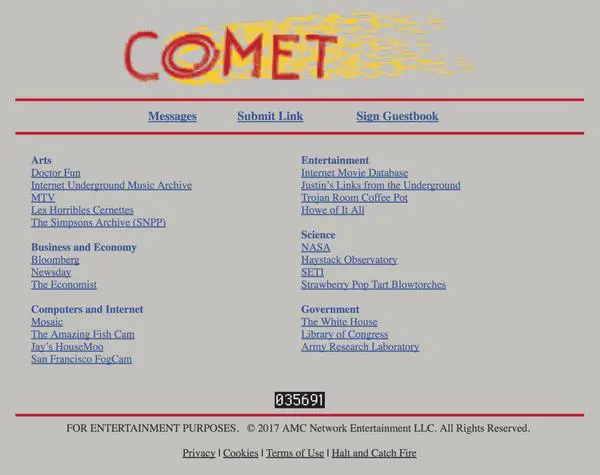 COMET
Messages Submit Link Sign Guestbook
Arts
Doctor Fun
Internet Underground Music Archive
MTV
Les Horribles Cernettes
The Simpsons Archive (SNPP)
Business and Economy
Bloomberg
Newsday
The Economist
Computers and Internet
Mosaic
The Amazing Fish Cam
Jay's HouseMoo
San Francisco FogCam
Entertainment
Internet Movie Database
Justin's Links from the Underground
Trojan Room Coffee Pot
Howe of It All
Science
NASA
Haystack Observatory
SETI
Strawberry Pop Tart Blowtorches
Government
The White House
Library of Congress
Army Research Laboratory
035691
FOR ENTERTAINMENT PURPOSES. © 2017 AMC Network Entertainment LLC. All Rights Reserved.
Privacy | Cookies | Terms of Use | Halt and Catch Fire